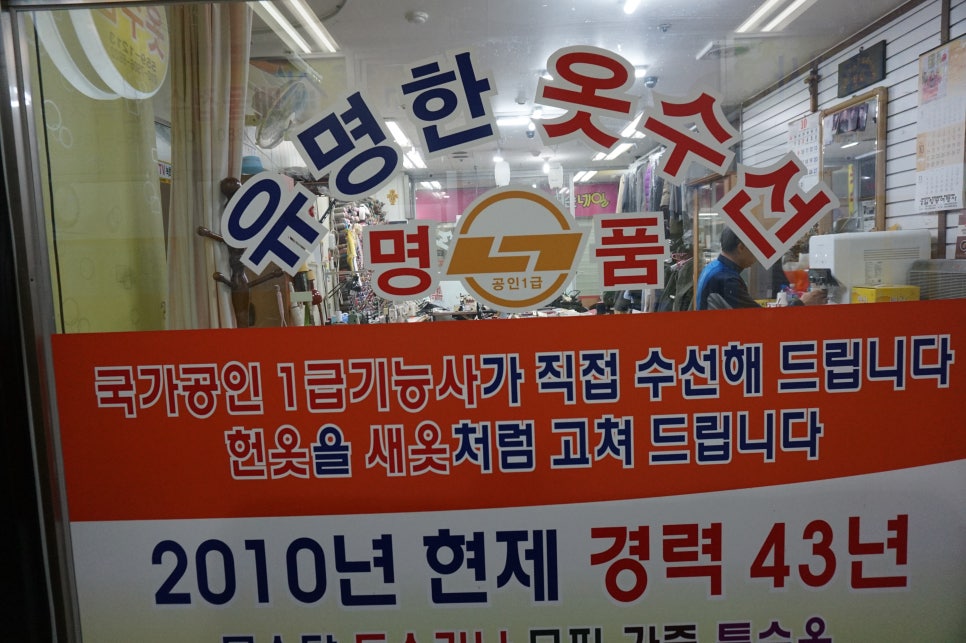 유명한 옷수선
명 품
공인1급
국가공인 1급기능사가 직접 수선해 드립니다
헌옷을 새옷처럼 고쳐 드립니다
2010년 현제 경력 43년